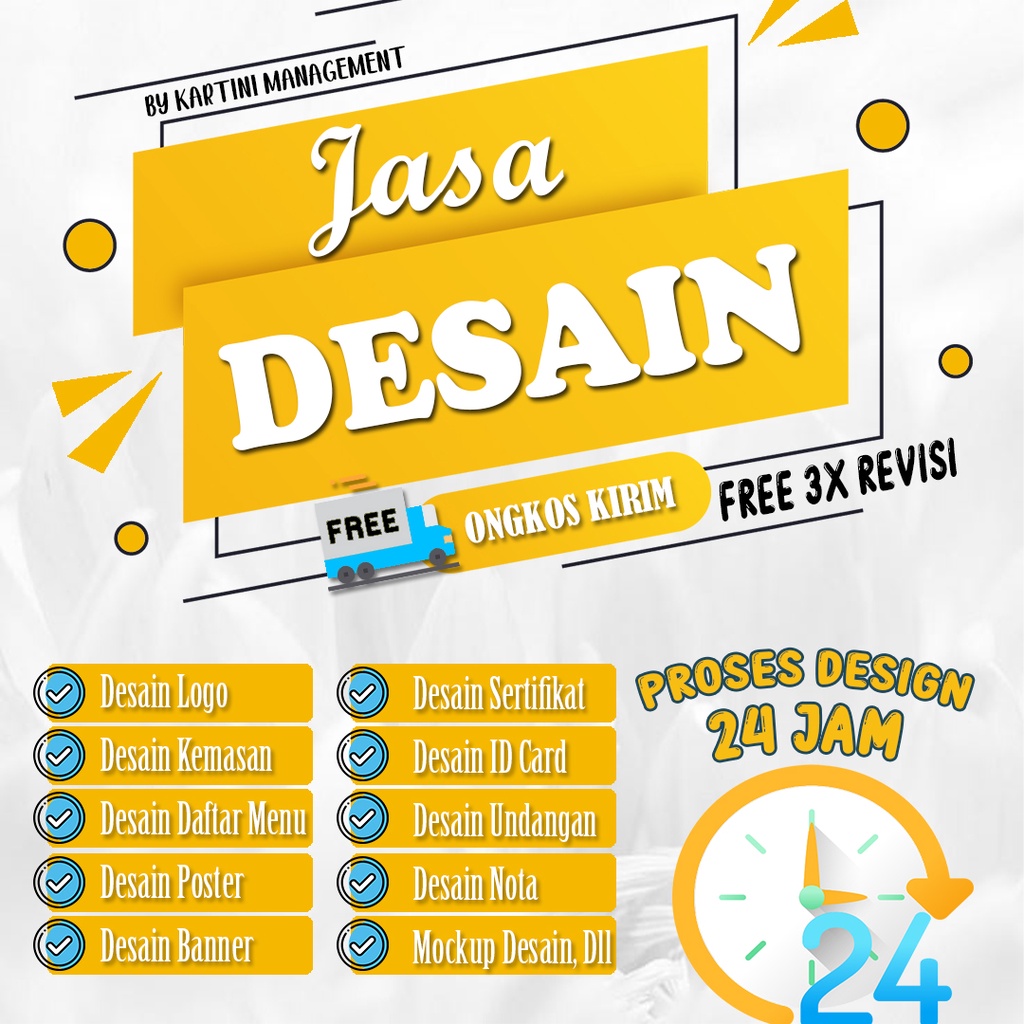 BY KARTINI MANAGEMENT
Jasa
DESAIN
FREE
ONGKOS KIRIM
FREE 3X REVISI
Desain Logo
Desain Kemasan
Desain Daftar Menu
Desain Poster
Desain Banner
Desain Sertifikat
Desain ID Card
Desain Undangan
Desain Nota
Mockup Desain, Dll
PROSES DESIGN
24 JAM
24